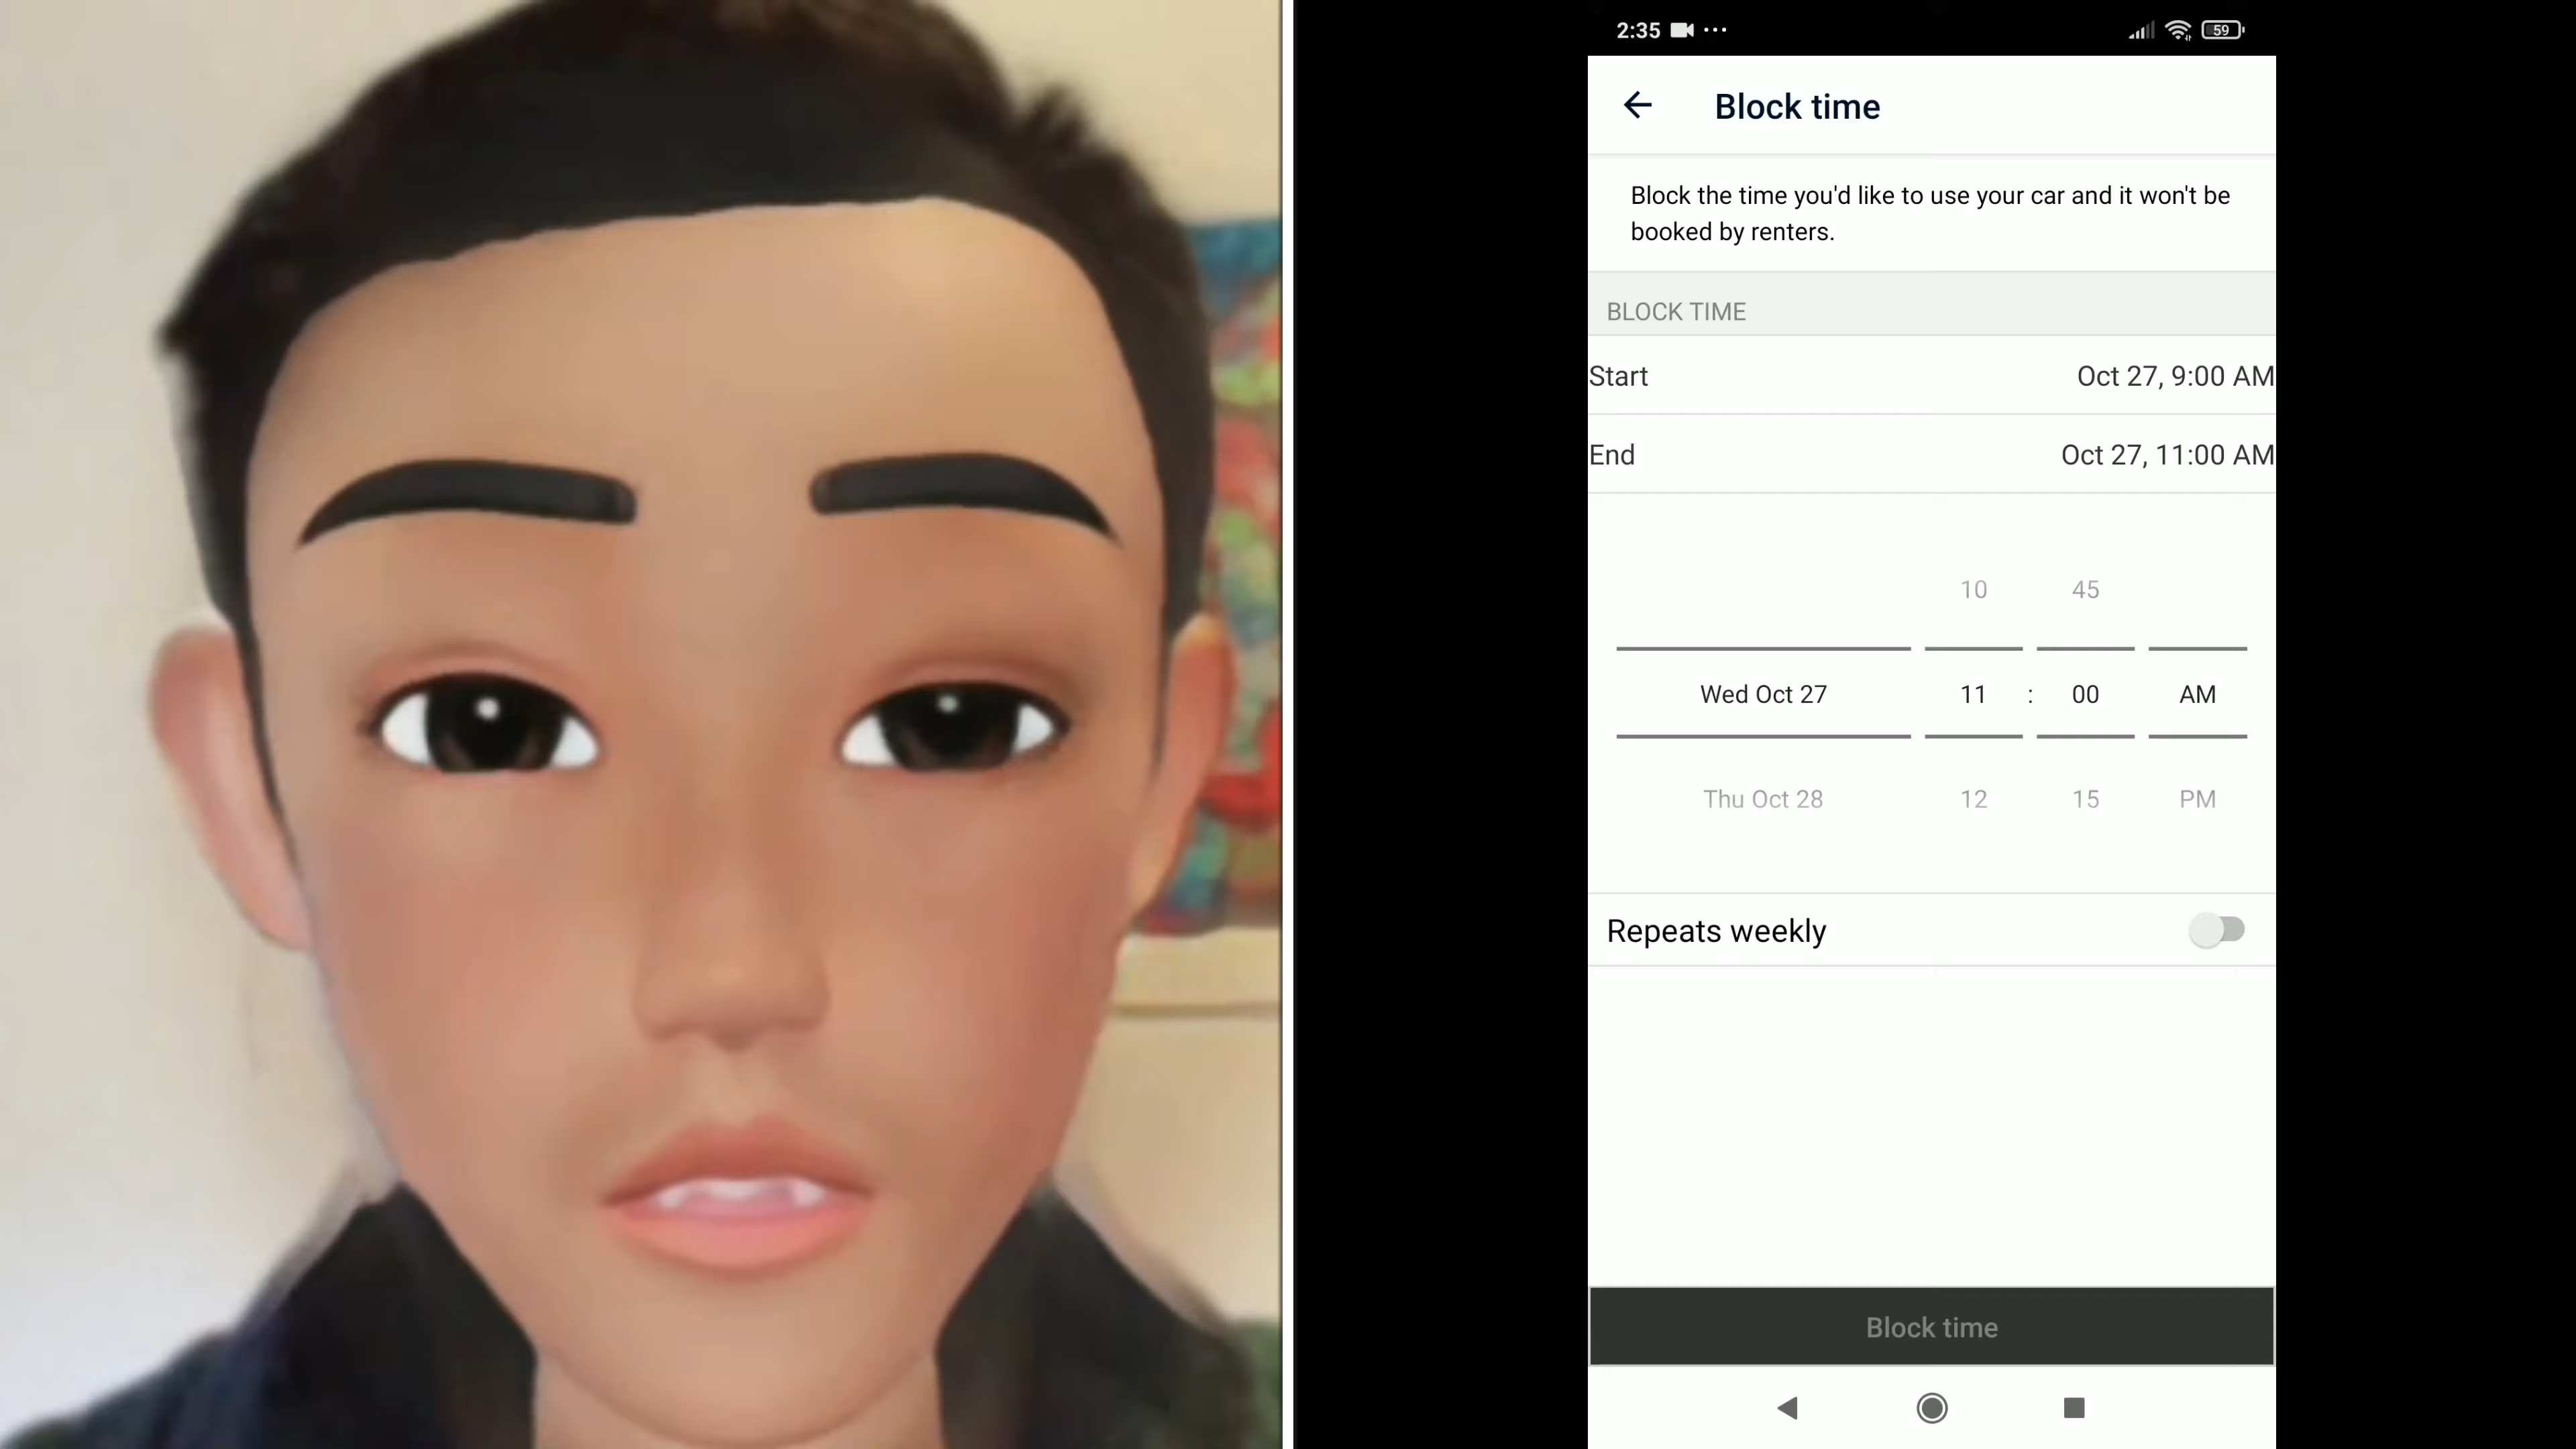 2:35
59
Block time
Block the time you'd like to use your car and it won't be
booked by renters.
BLOCK TIME
Start Oct 27, 9:00 AM
End Oct 27, 11:00 AM
10 45
Wed Oct 27 11 : 00 AM
Thu Oct 28 12 15 PM
Repeats weekly
Block time